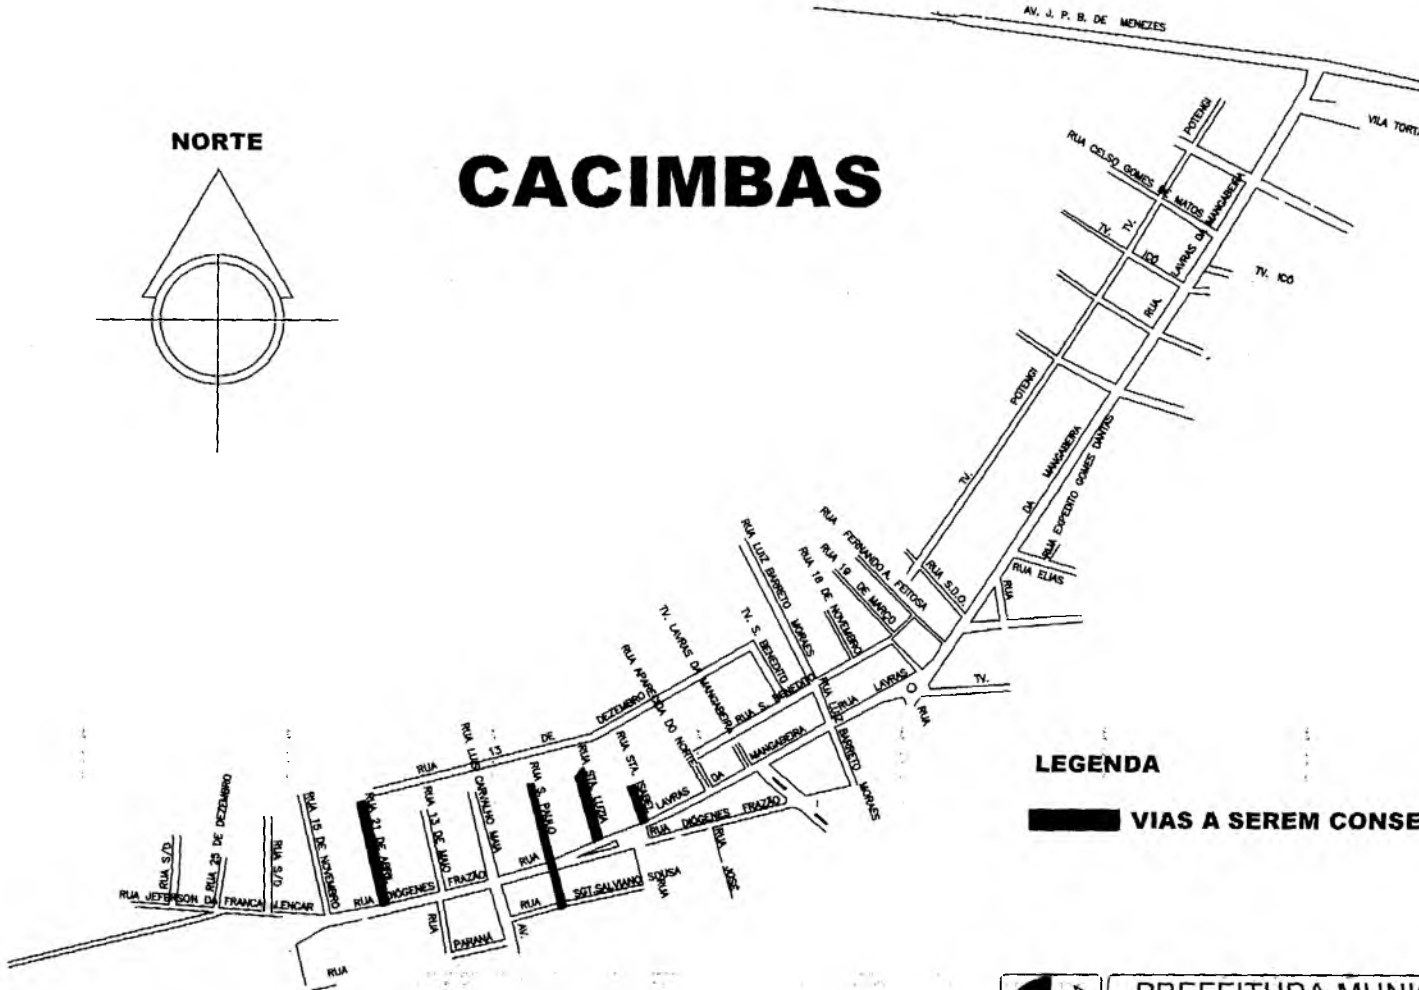 AV. J. P. B. DE MENEZES
NORTE
CACIMBAS
VILA TORT
POTENGI
RUA CELSO GOMES DE MATOS
TV.
TV.
ICÓ
LAVRAS DA MANGABEIRA
RUA
TV. ICÓ
POTENGI
TV.
DA MANGABEIRA
RUA EXPEDITO GOMES DANTAS
RUA ELIAS
RUA
RUA S.D.O.
RUA FERNANDO A. FEITOSA
RUA 19 DE MARÇO
RUA 18 DE NOVEMBRO
RUA LUIZ BARRETO MORAES
TV. S. BENEDITO
TV. LAVRAS DA MANGABEIRA
RUA APARECIDA DO NORTE
RUA S. BENEDITO
RUA LAVRAS
TV.
RUA
RUA LUIZ BARRETO MORAES
DA MANGABEIRA
RUA 13 DE DEZEMBRO
RUA LUIS CARVALHO MAIA
RUA STA. ISABEL
RUA STA. LUZIA
RUA S. PAULO
LAVRAS
RUA
RUA DIÓGENES FRAZÃO
RUA JOSÉ
LEGENDA
VIAS A SEREM CONSE
RUA S/D
RUA 25 DE DEZEMBRO
RUA S/D
RUA 15 DE NOVEMBRO
RUA 21 DE ABRIL
RUA 13 DE MAIO
RUA JEFERSON DA FRANCA LENCAR
RUA DIÓGENES FRAZÃO
RUA SGT.SALVIANO SOUSA
RUA
RUA
PARANÁ
AV.
RUA
PREFEITURA MUNI